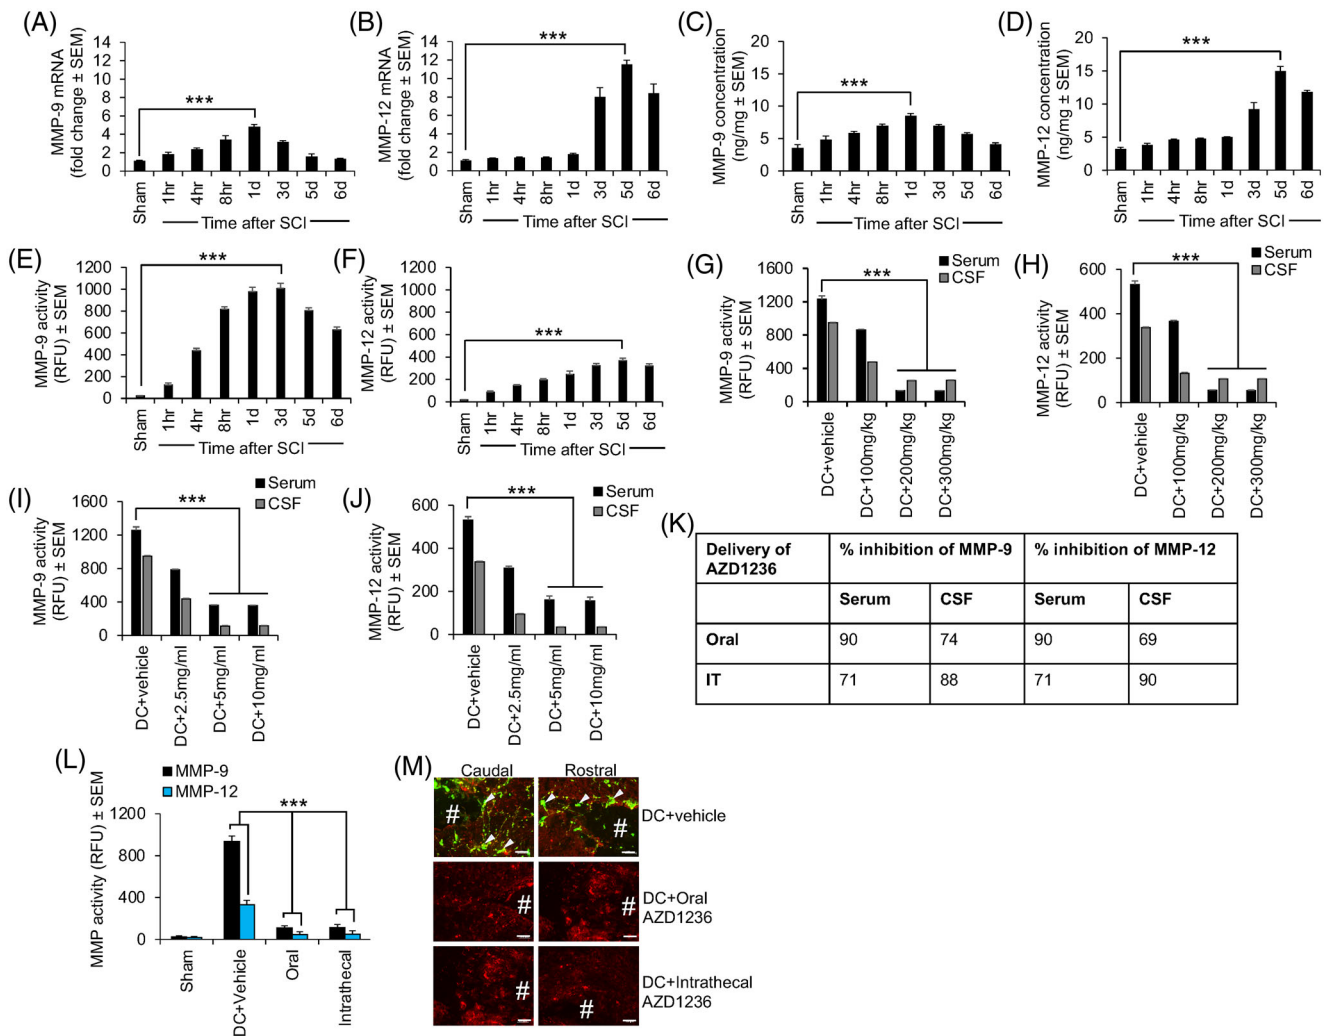 (A)
MMP-9 mRNA
(fold change ± SEM)
14
12
10
8
6
4
2
0
***
Sham
1hr
4hr
8hr
1d
3d
5d
6d
Time after SCI
(B)
MMP-12 mRNA
(fold change ± SEM)
14
12
10
8
6
4
2
0
***
Sham
1hr
4hr
8hr
1d
3d
5d
6d
Time after SCI
(C)
MMP-9 concentration
(ng/mg ± SEM)
20
15
10
5
0
***
Sham
1hr
4hr
8hr
1d
3d
5d
6d
Time after SCI
(D)
MMP-12 concentration
(ng/mg ± SEM)
20
15
10
5
0
***
Sham
1hr
4hr
8hr
1d
3d
5d
6d
Time after SCI
(E)
MMP-9 activity
(RFU) ± SEM
1200
1000
800
600
400
200
0
***
Sham
1hr
4hr
8hr
1d
3d
5d
6d
Time after SCI
(F)
MMP-12 activity
(RFU) ± SEM
1200
1000
800
600
400
200
0
***
Sham
1hr
4hr
8hr
1d
3d
5d
6d
Time after SCI
(G)
MMP-9 activity
(RFU) ± SEM
1600
1200
800
400
0
Serum
CSF
***
DC+vehicle
DC+100mg/kg
DC+200mg/kg
DC+300mg/kg
(H)
MMP-12 activity
(RFU) ± SEM
600
400
200
0
Serum
CSF
***
DC+vehicle
DC+100mg/kg
DC+200mg/kg
DC+300mg/kg
(I)
MMP-9 activity
(RFU) ± SEM
1600
1200
800
400
0
Serum
CSF
***
DC+vehicle
DC+2.5mg/ml
DC+5mg/ml
DC+10mg/ml
(J)
MMP-12 activity
(RFU) ± SEM
600
400
200
0
Serum
CSF
***
DC+vehicle
DC+2.5mg/ml
DC+5mg/ml
DC+10mg/ml
(K)
Delivery of AZD1236 % inhibition of MMP-9 % inhibition of MMP-12
Serum CSF Serum CSF
Oral 90 74 90 69
IT 71 88 71 90
(L)
MMP activity (RFU) ± SEM
1200
800
400
0
MMP-9
MMP-12
***
Sham
DC+Vehicle
Oral
Intrathecal
(M)
Caudal Rostral
# # DC+vehicle
# # DC+Oral
AZD1236
# # DC+Intrathecal
AZD1236